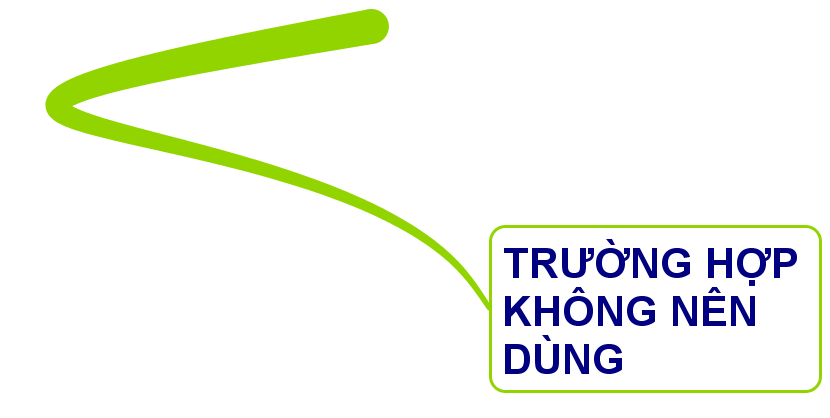 TRƯỜNG HỢP
KHÔNG NÊN
DÙNG